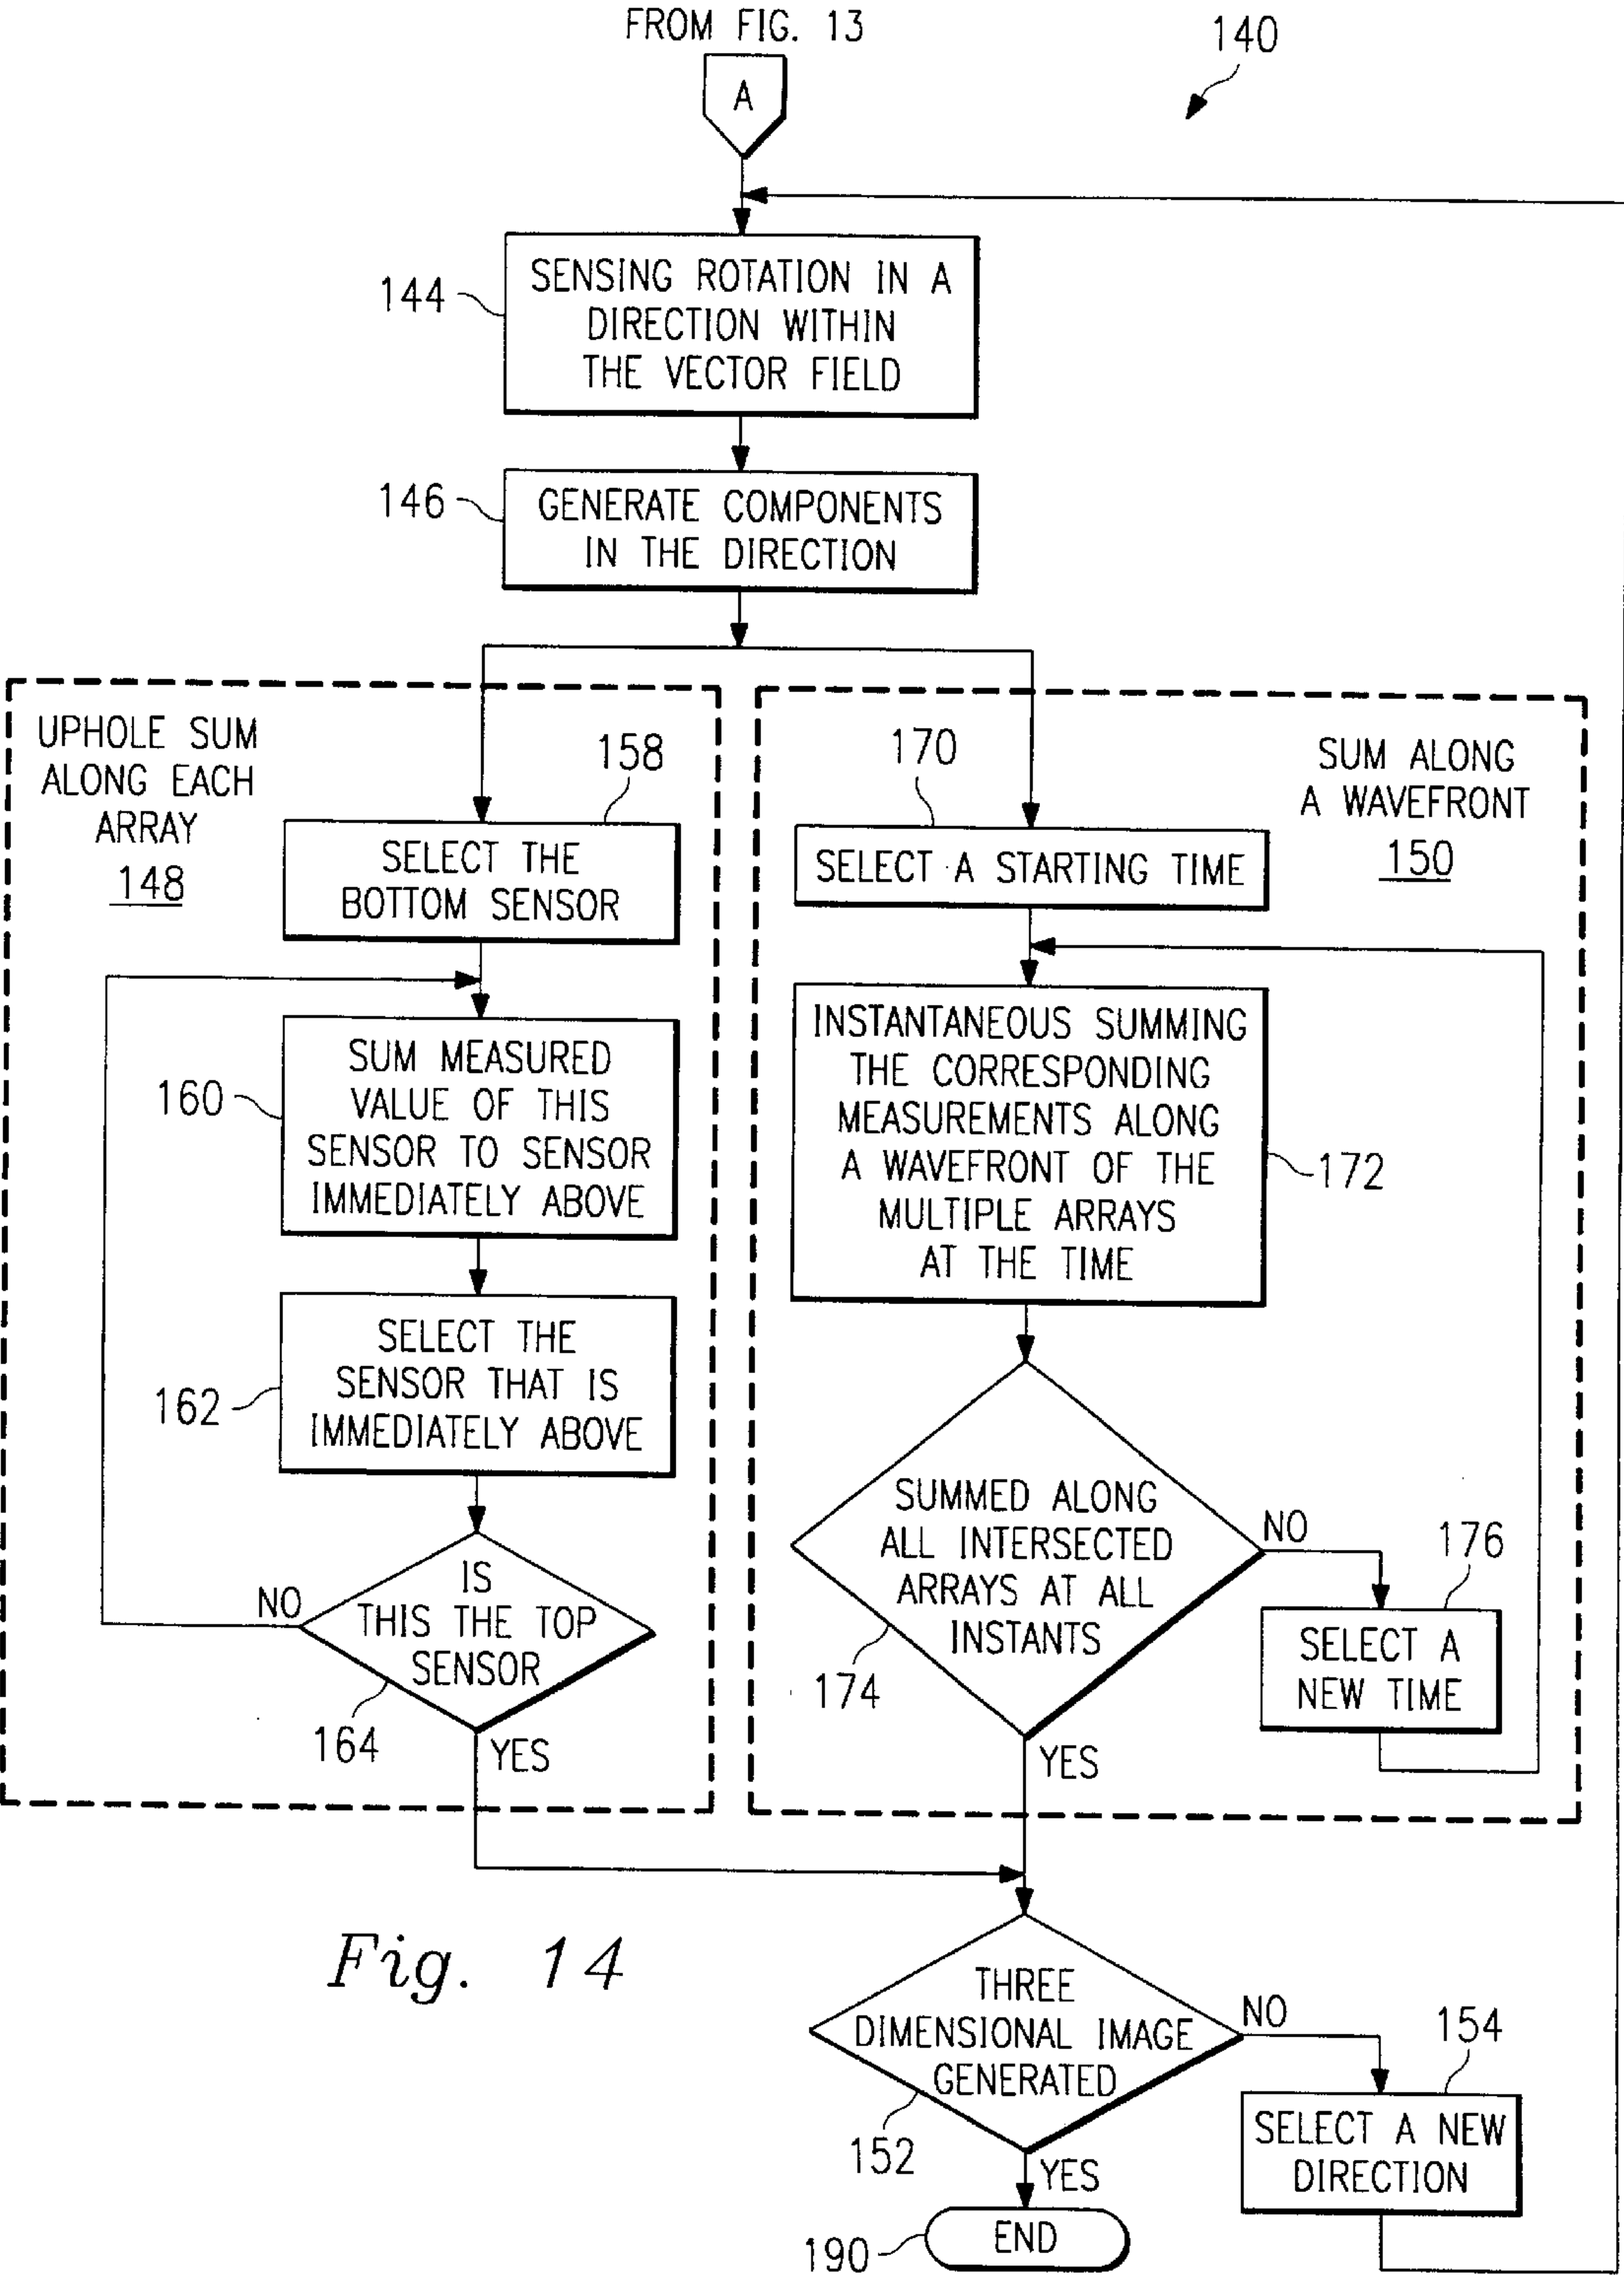 FROM FIG. 13
140
A
144
SENSING ROTATION IN A
DIRECTION WITHIN
THE VECTOR FIELD
146
GENERATE COMPONENTS
IN THE DIRECTION
UPHOLE SUM
ALONG EACH
ARRAY
148
158
SELECT THE
BOTTOM SENSOR
160
SUM MEASURED
VALUE OF THIS
SENSOR TO SENSOR
IMMEDIATELY ABOVE
162
SELECT THE
SENSOR THAT IS
IMMEDIATELY ABOVE
IS
THIS THE TOP
SENSOR
NO
164
YES
170
SUM ALONG
A WAVEFRONT
150
SELECT A STARTING TIME
INSTANTANEOUS SUMMING
THE CORRESPONDING
MEASUREMENTS ALONG
A WAVEFRONT OF THE
MULTIPLE ARRAYS
AT THE TIME
172
SUMMED ALONG
ALL INTERSECTED
ARRAYS AT ALL
INSTANTS
NO
174
YES
176
SELECT A
NEW TIME
Fig. 14
THREE
DIMENSIONAL IMAGE
GENERATED
NO
152
YES
154
SELECT A NEW
DIRECTION
190
END